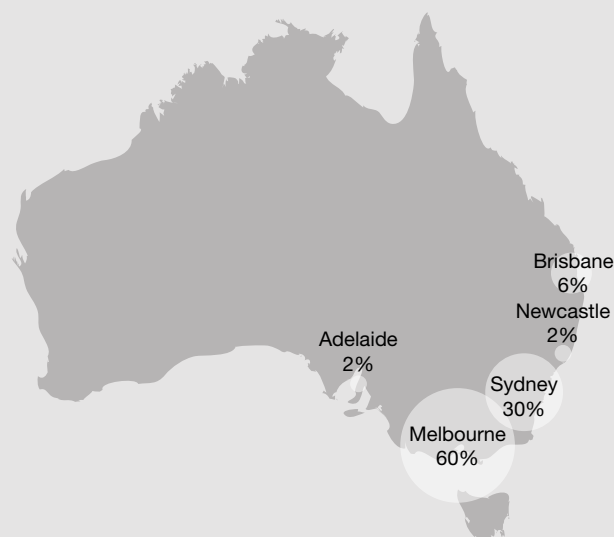 Brisbane
6%
Newcastle
2%
Adelaide
2%
Sydney
30%
Melbourne
60%